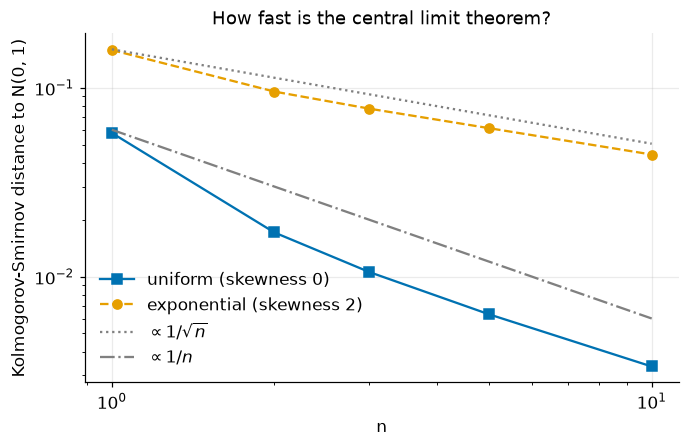 How fast is the central limit theorem?
Kolmogorov-Smirnov distance to N(0, 1)
10⁻¹
10⁻²
uniform (skewness 0)
exponential (skewness 2)
∝ 1/√n
∝ 1/n
10⁰
10¹
n